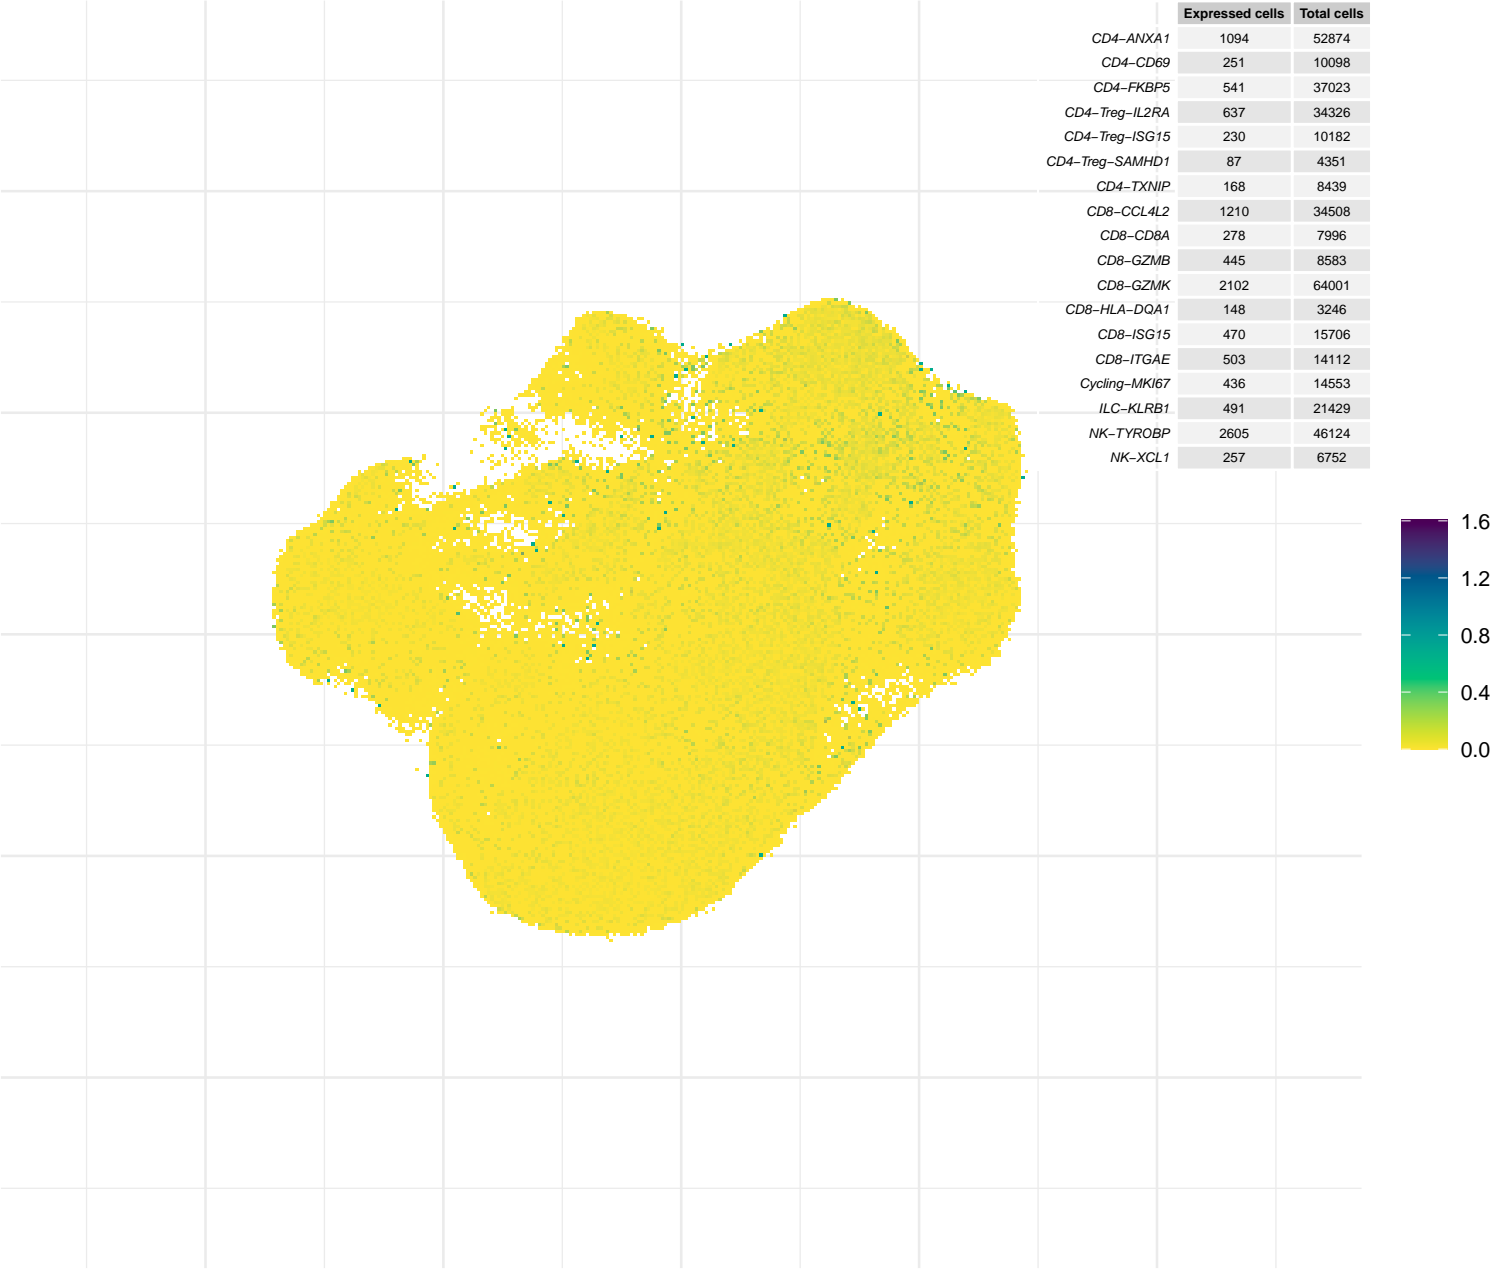 Expressed cells Total cells
CD4−ANXA1 1094 52874
CD4−CD69 251 10098
CD4−FKBP5 541 37023
CD4−Treg−IL2RA 637 34326
CD4−Treg−ISG15 230 10182
CD4−Treg−SAMHD1 87 4351
CD4−TXNIP 168 8439
CD8−CCL4L2 1210 34508
CD8−CD8A 278 7996
CD8−GZMB 445 8583
CD8−GZMK 2102 64001
CD8−HLA−DQA1 148 3246
CD8−ISG15 470 15706
CD8−ITGAE 503 14112
Cycling−MKI67 436 14553
ILC−KLRB1 491 21429
NK−TYROBP 2605 46124
NK−XCL1 257 6752
1.6
1.2
0.8
0.4
0.0